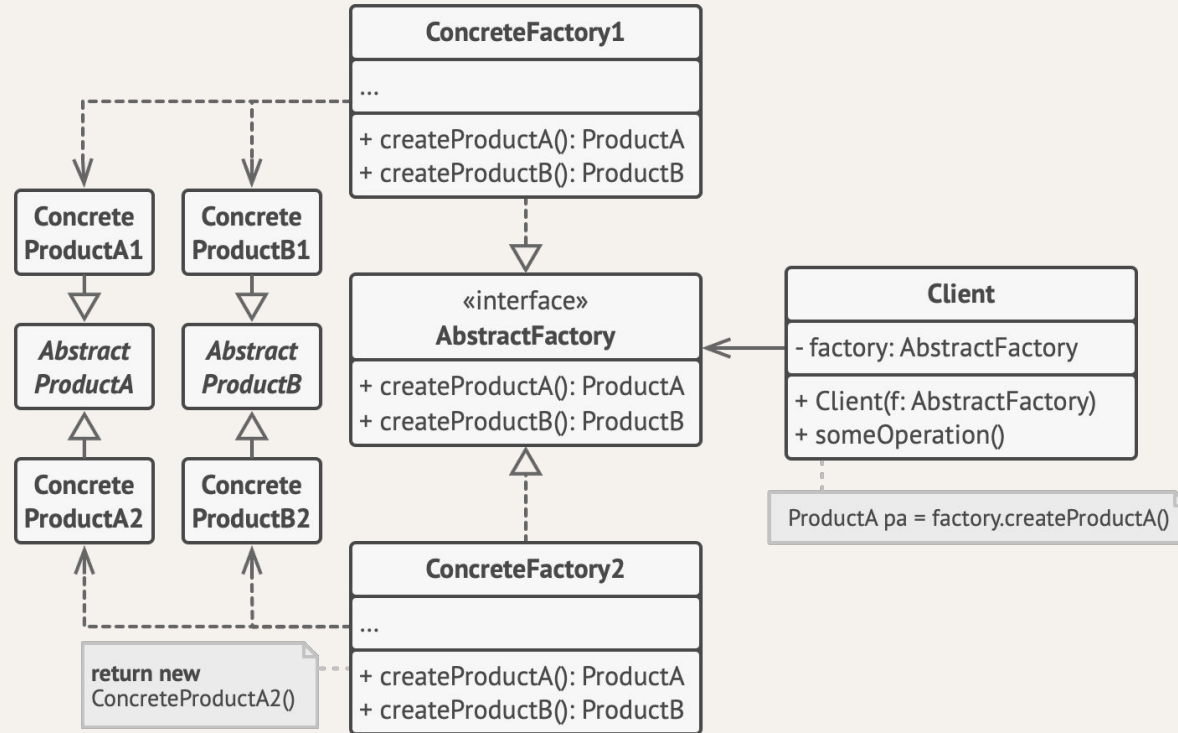 ConcreteFactory1
...
+ createProductA(): ProductA
+ createProductB(): ProductB
Concrete
ProductA1
Concrete
ProductB1
Abstract
ProductA
Abstract
ProductB
Concrete
ProductA2
Concrete
ProductB2
«interface»
AbstractFactory
+ createProductA(): ProductA
+ createProductB(): ProductB
Client
- factory: AbstractFactory
+ Client(f: AbstractFactory)
+ someOperation()
ProductA pa = factory.createProductA()
ConcreteFactory2
...
+ createProductA(): ProductA
+ createProductB(): ProductB
return new
ConcreteProductA2()